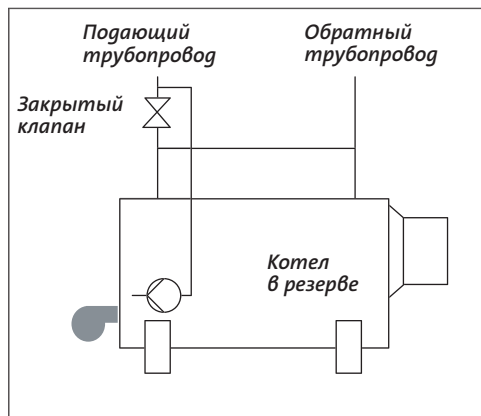 Подающий
трубопровод
Обратный
трубопровод
Закрытый
клапан
Котел
в резерве